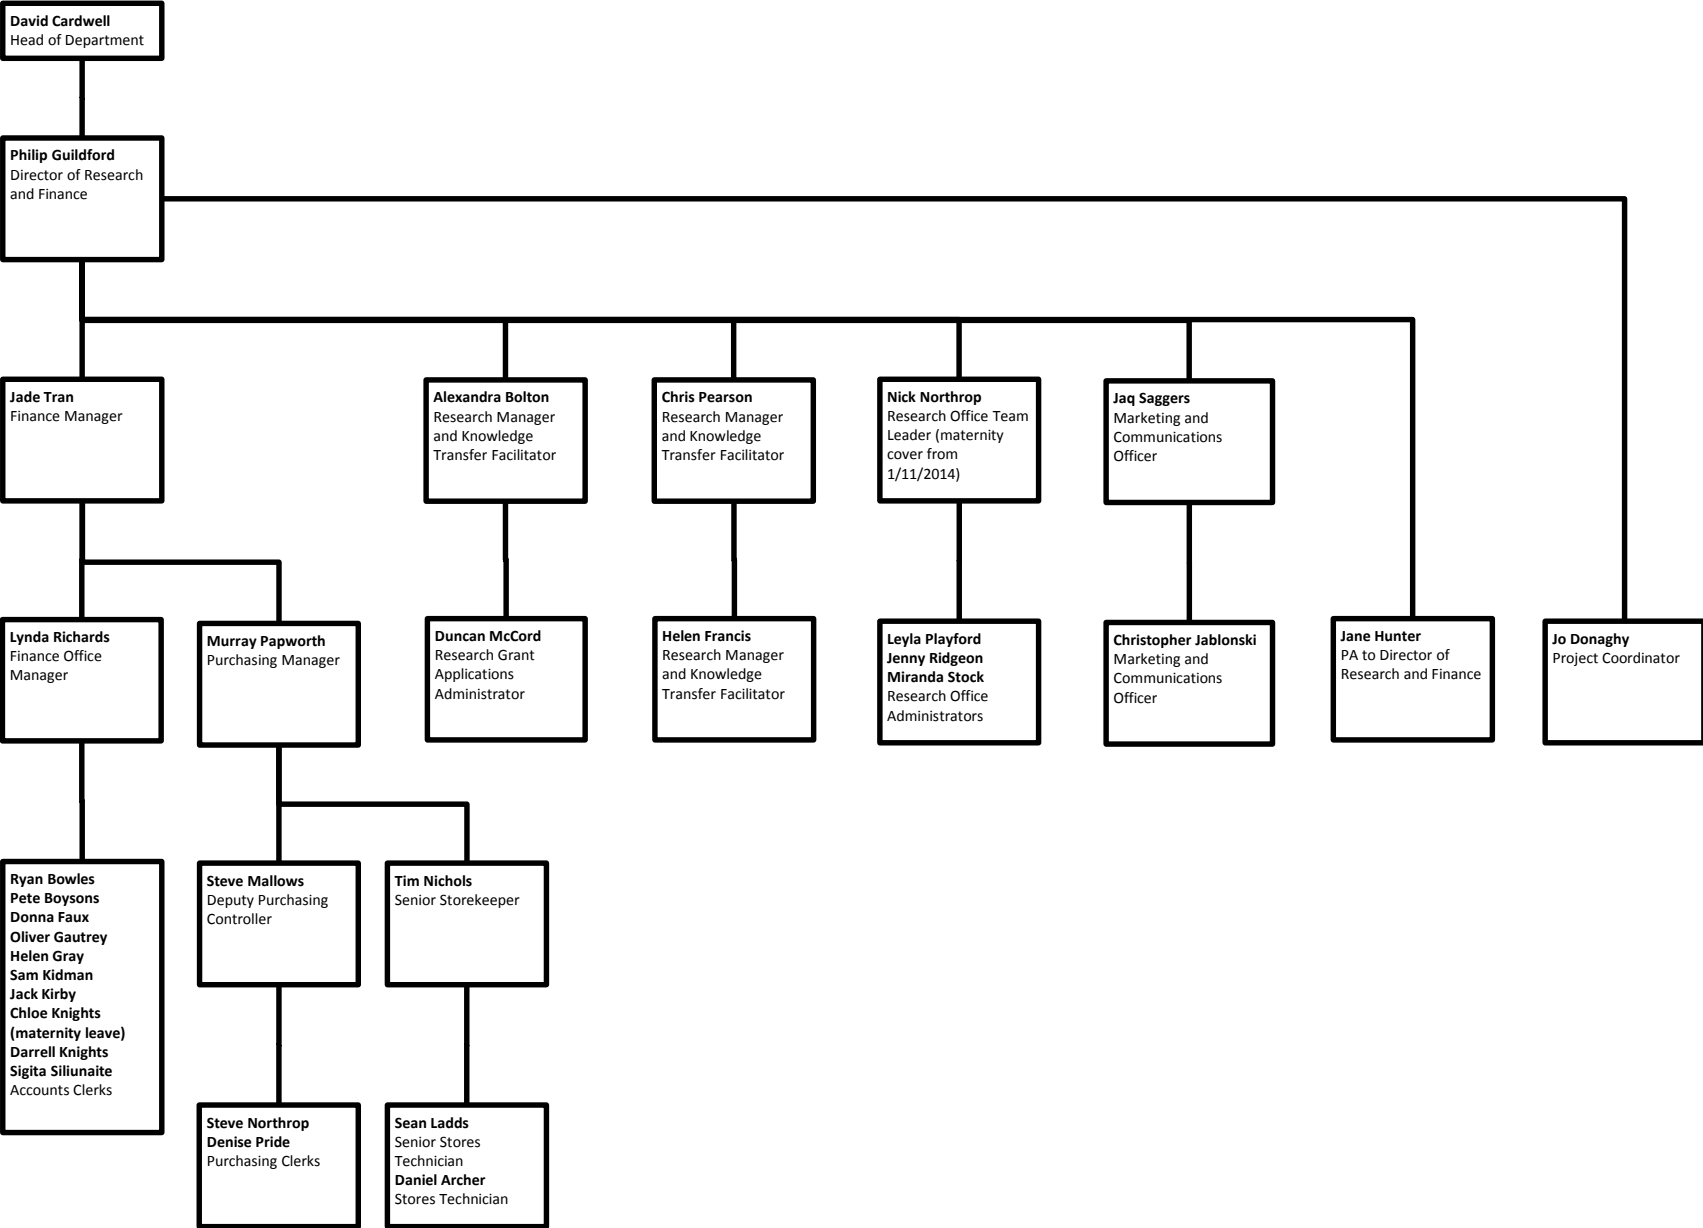 David Cardwell
Head of Department
Philip Guildford
Director of Research
and Finance
Jade Tran
Finance Manager
Alexandra Bolton
Research Manager
and Knowledge
Transfer Facilitator
Chris Pearson
Research Manager
and Knowledge
Transfer Facilitator
Nick Northrop
Research Office Team
Leader (maternity
cover from
1/11/2014)
Jaq Saggers
Marketing and
Communications
Officer
Lynda Richards
Finance Office
Manager
Murray Papworth
Purchasing Manager
Duncan McCord
Research Grant
Applications
Administrator
Helen Francis
Research Manager
and Knowledge
Transfer Facilitator
Leyla Playford
Jenny Ridgeon
Miranda Stock
Research Office
Administrators
Christopher Jablonski
Marketing and
Communications
Officer
Jane Hunter
PA to Director of
Research and Finance
Jo Donaghy
Project Coordinator
Ryan Bowles
Pete Boysons
Donna Faux
Oliver Gautrey
Helen Gray
Sam Kidman
Jack Kirby
Chloe Knights
(maternity leave)
Darrell Knights
Sigita Siliunaite
Accounts Clerks
Steve Mallows
Deputy Purchasing
Controller
Tim Nichols
Senior Storekeeper
Steve Northrop
Denise Pride
Purchasing Clerks
Sean Ladds
Senior Stores
Technician
Daniel Archer
Stores Technician